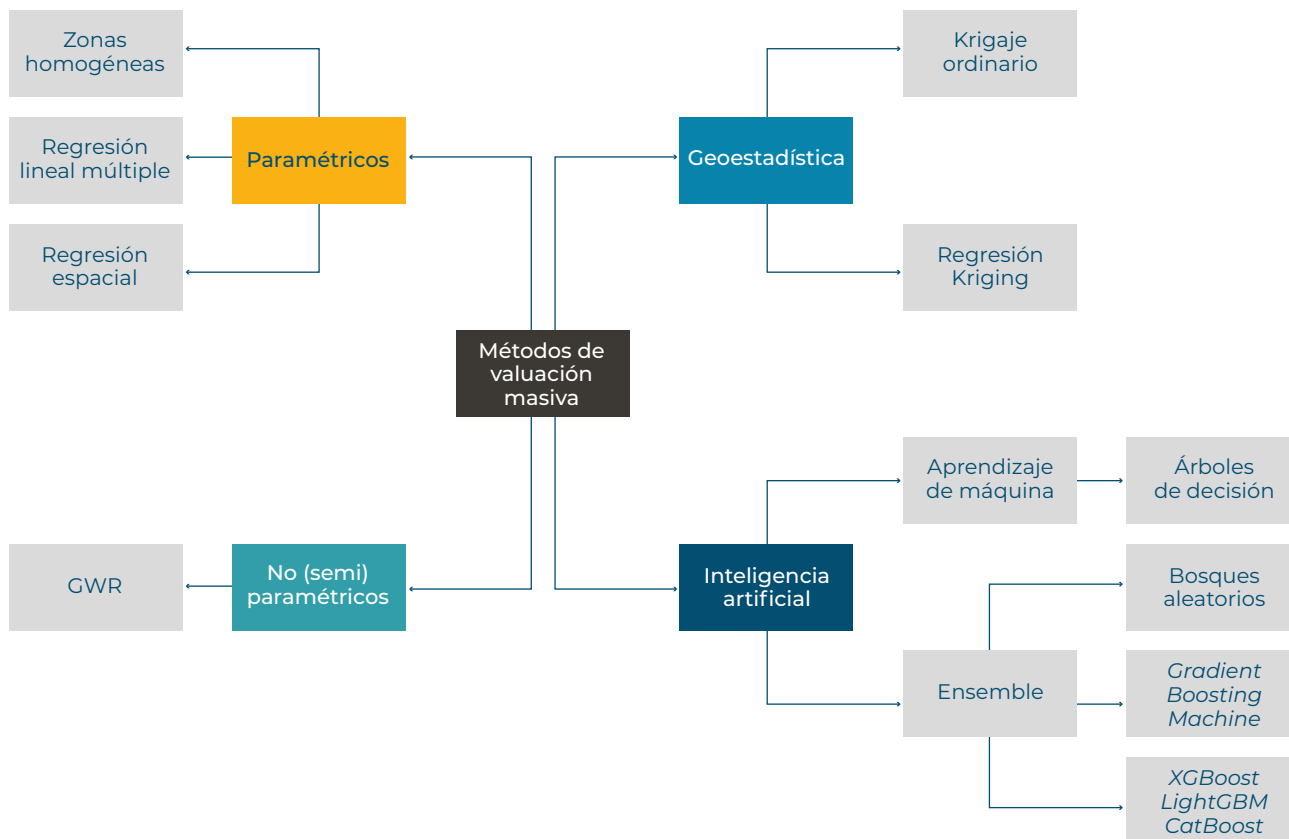 Zonas
homogéneas
Regresión
lineal múltiple
Regresión
espacial
Paramétricos
Geoestadística
Krigaje
ordinario
Regresión
Kriging
Métodos de
valuación
masiva
GWR
No (semi)
paramétricos
Inteligencia
artificial
Aprendizaje
de máquina
Árboles
de decisión
Ensemble
Bosques
aleatorios
Gradient
Boosting
Machine
XGBoost
LightGBM
CatBoost